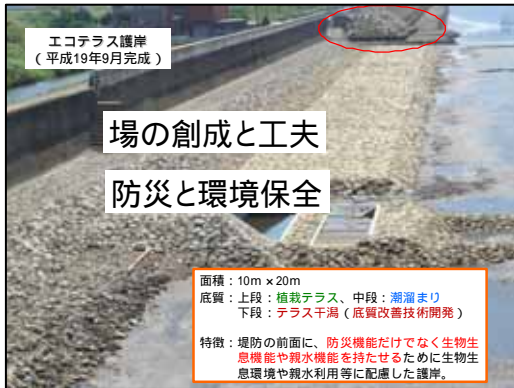 エコテラス護岸
（平成19年9月完成）
場の創成と工夫
防災と環境保全
面積：10m×20m
底質：上段：植栽テラス、中段：潮溜まり
下段：テラス干潟（底質改善技術開発）
特徴：堤防の前面に、防災機能だけでなく生物生
息機能や親水機能を持たせるために生物生
息環境や親水利用等に配慮した護岸。